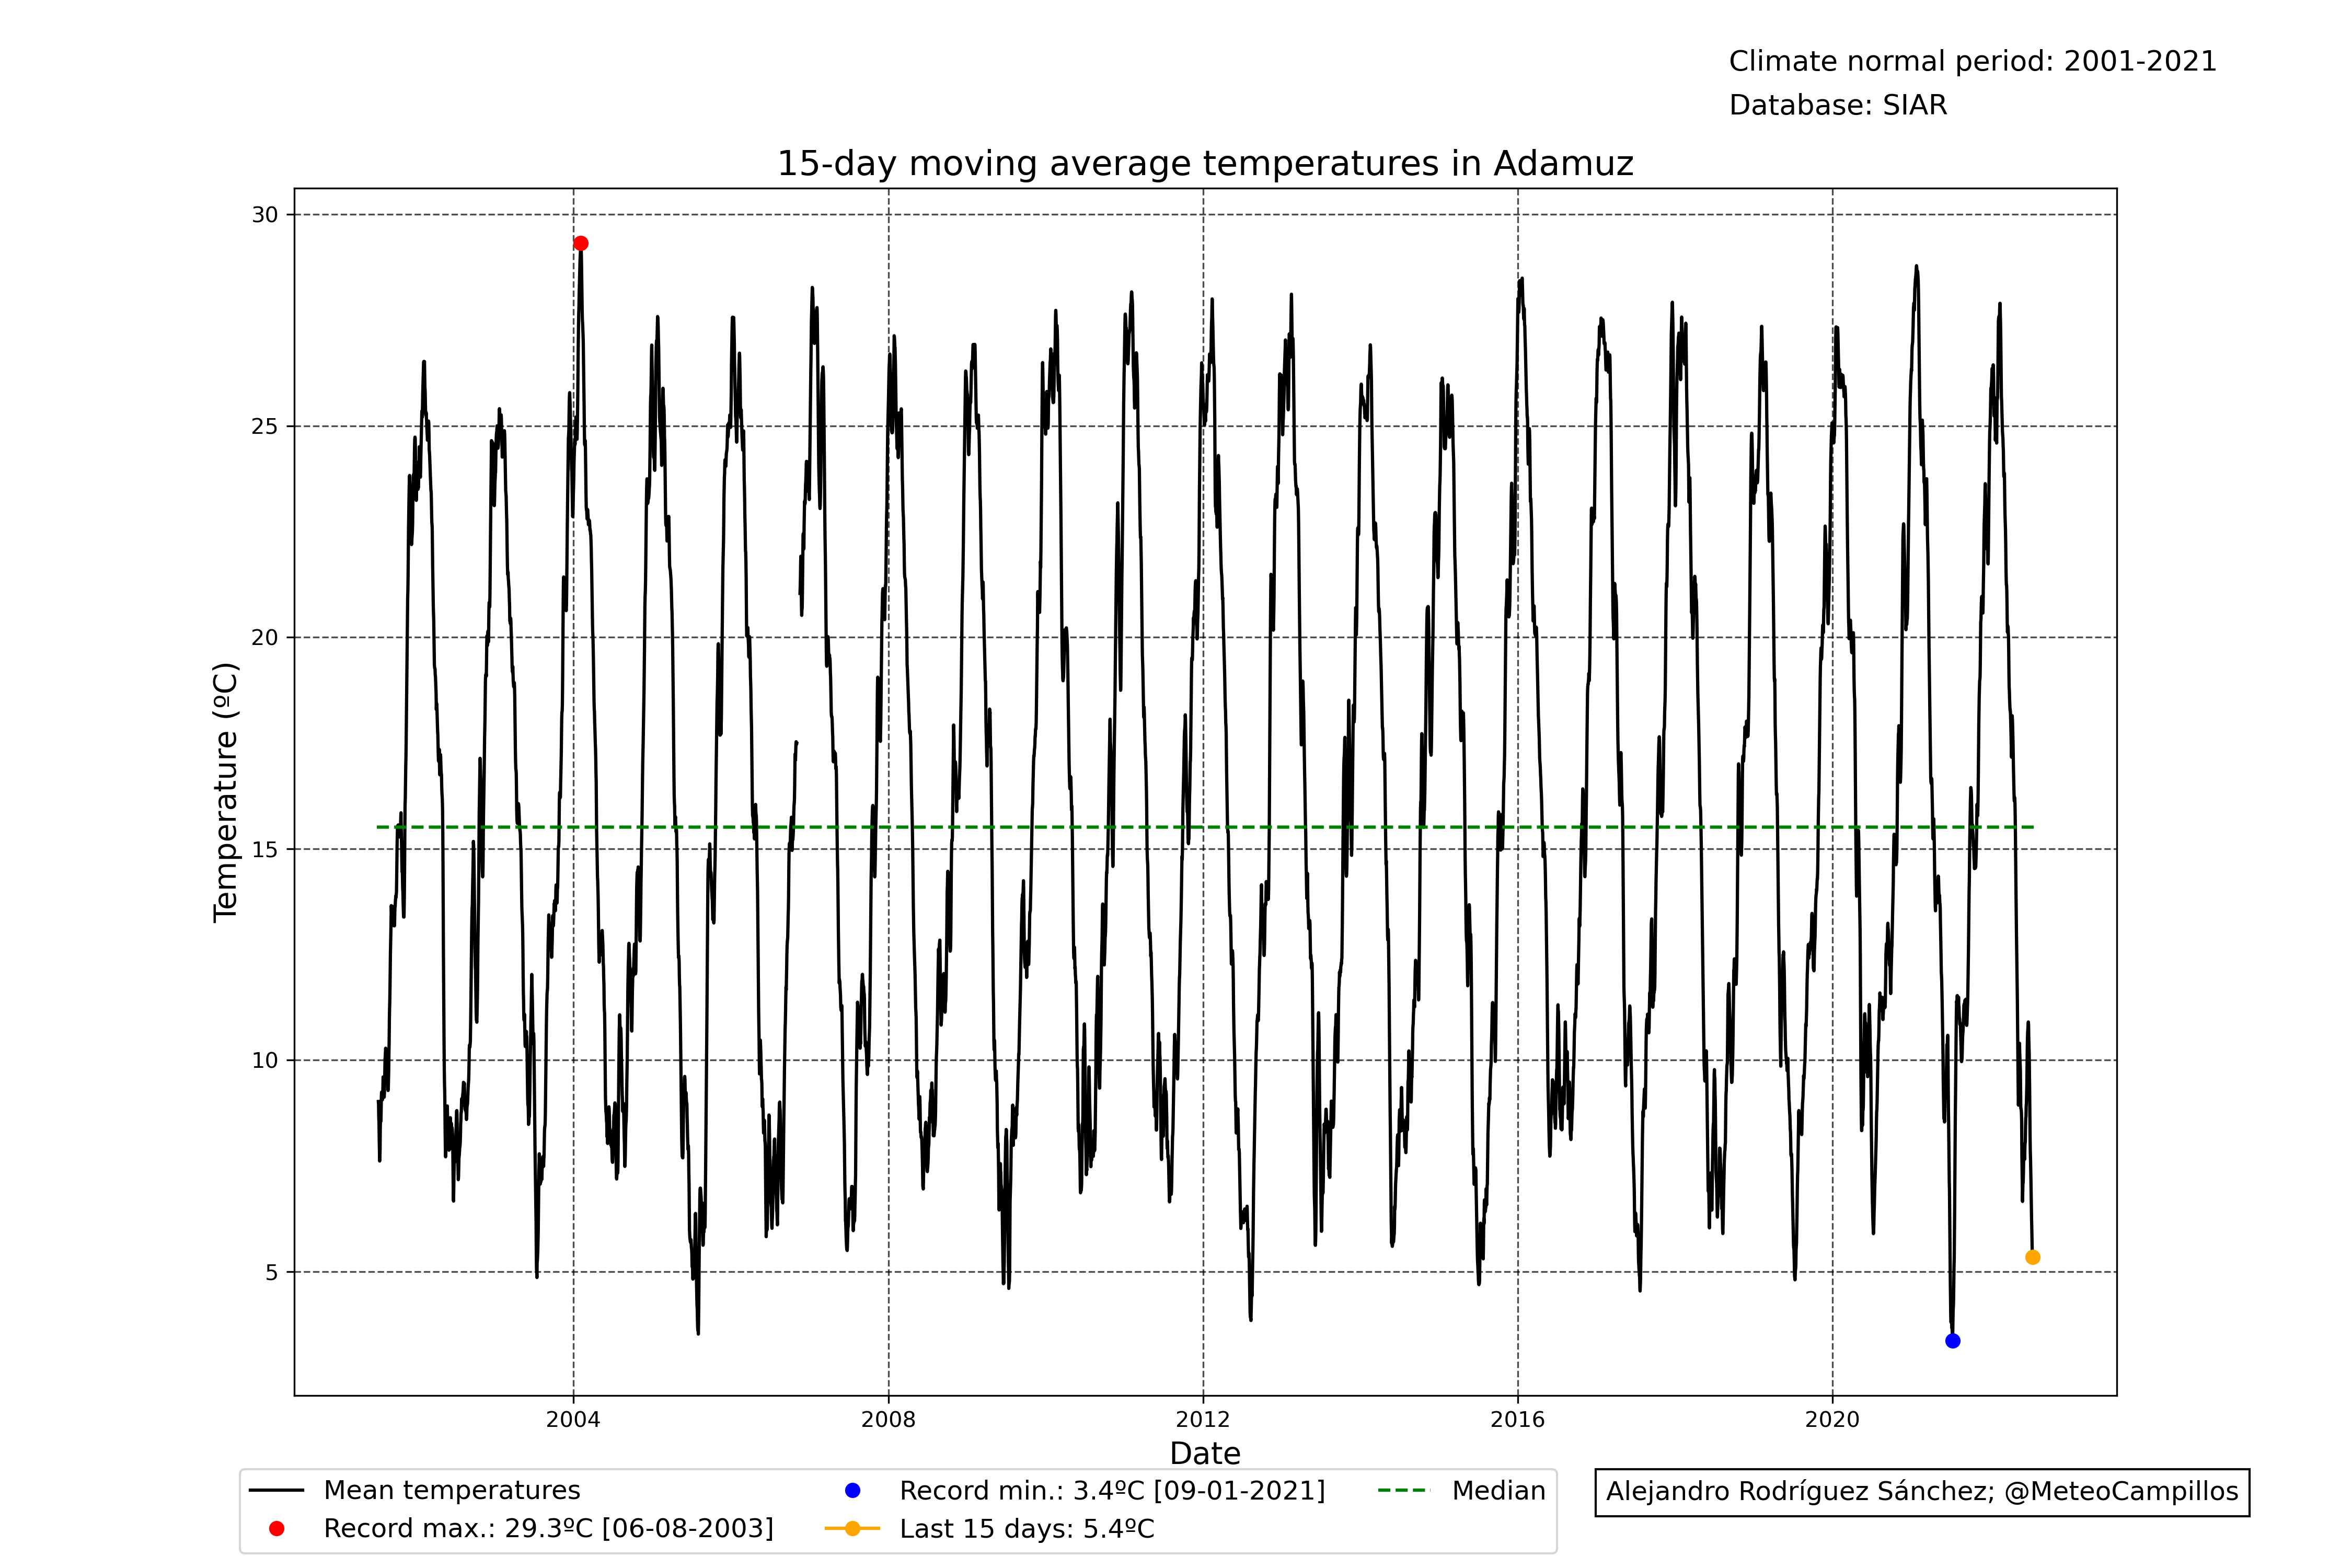 Climate normal period: 2001-2021
Database: SIAR
15-day moving average temperatures in Adamuz
30
25
20
15
10
5
Temperature (ºC)
2004 2008 2012 2016 2020
Date
Mean temperatures
Record max.: 29.3ºC [06-08-2003]
Record min.: 3.4ºC [09-01-2021]
Last 15 days: 5.4ºC
Median
Alejandro Rodríguez Sánchez; @MeteoCampillos